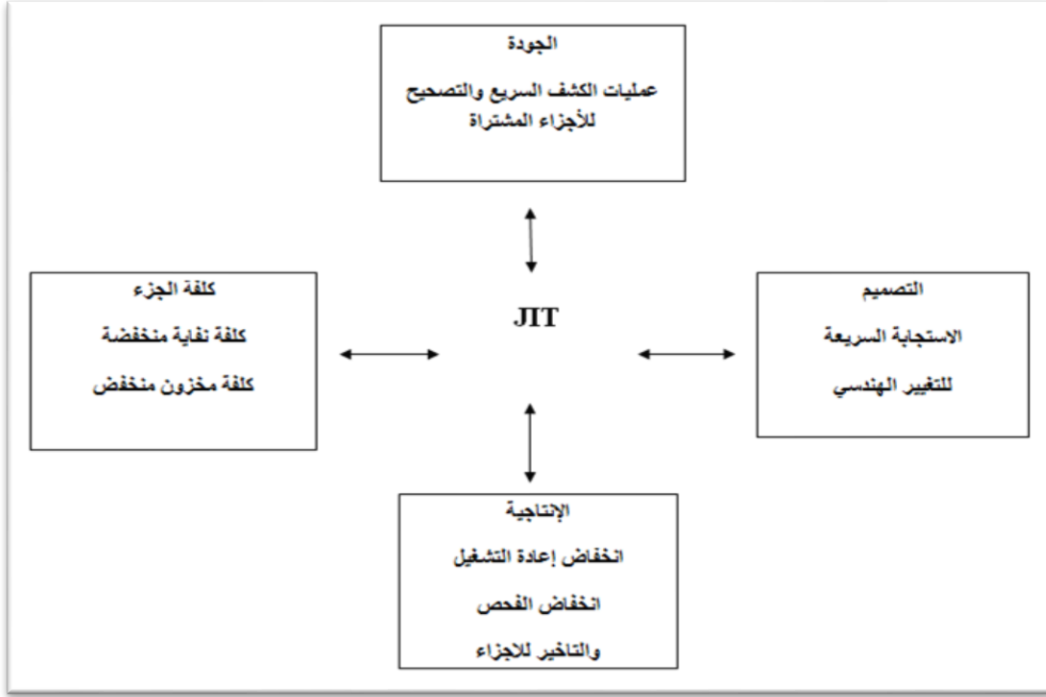 الجودة
عمليات الكشف السريع والتصحيح
للأجزاء المشتراة
التصميم
الاستجابة السريعة
للتغيير الهندسي
JIT
كلفة الجزء
كلفة نفاية منخفضة
كلفة مخزون منخفض
الإنتاجية
انخفاض إعادة التشغيل
انخفاض الفحص
والتاخير للاجزاء